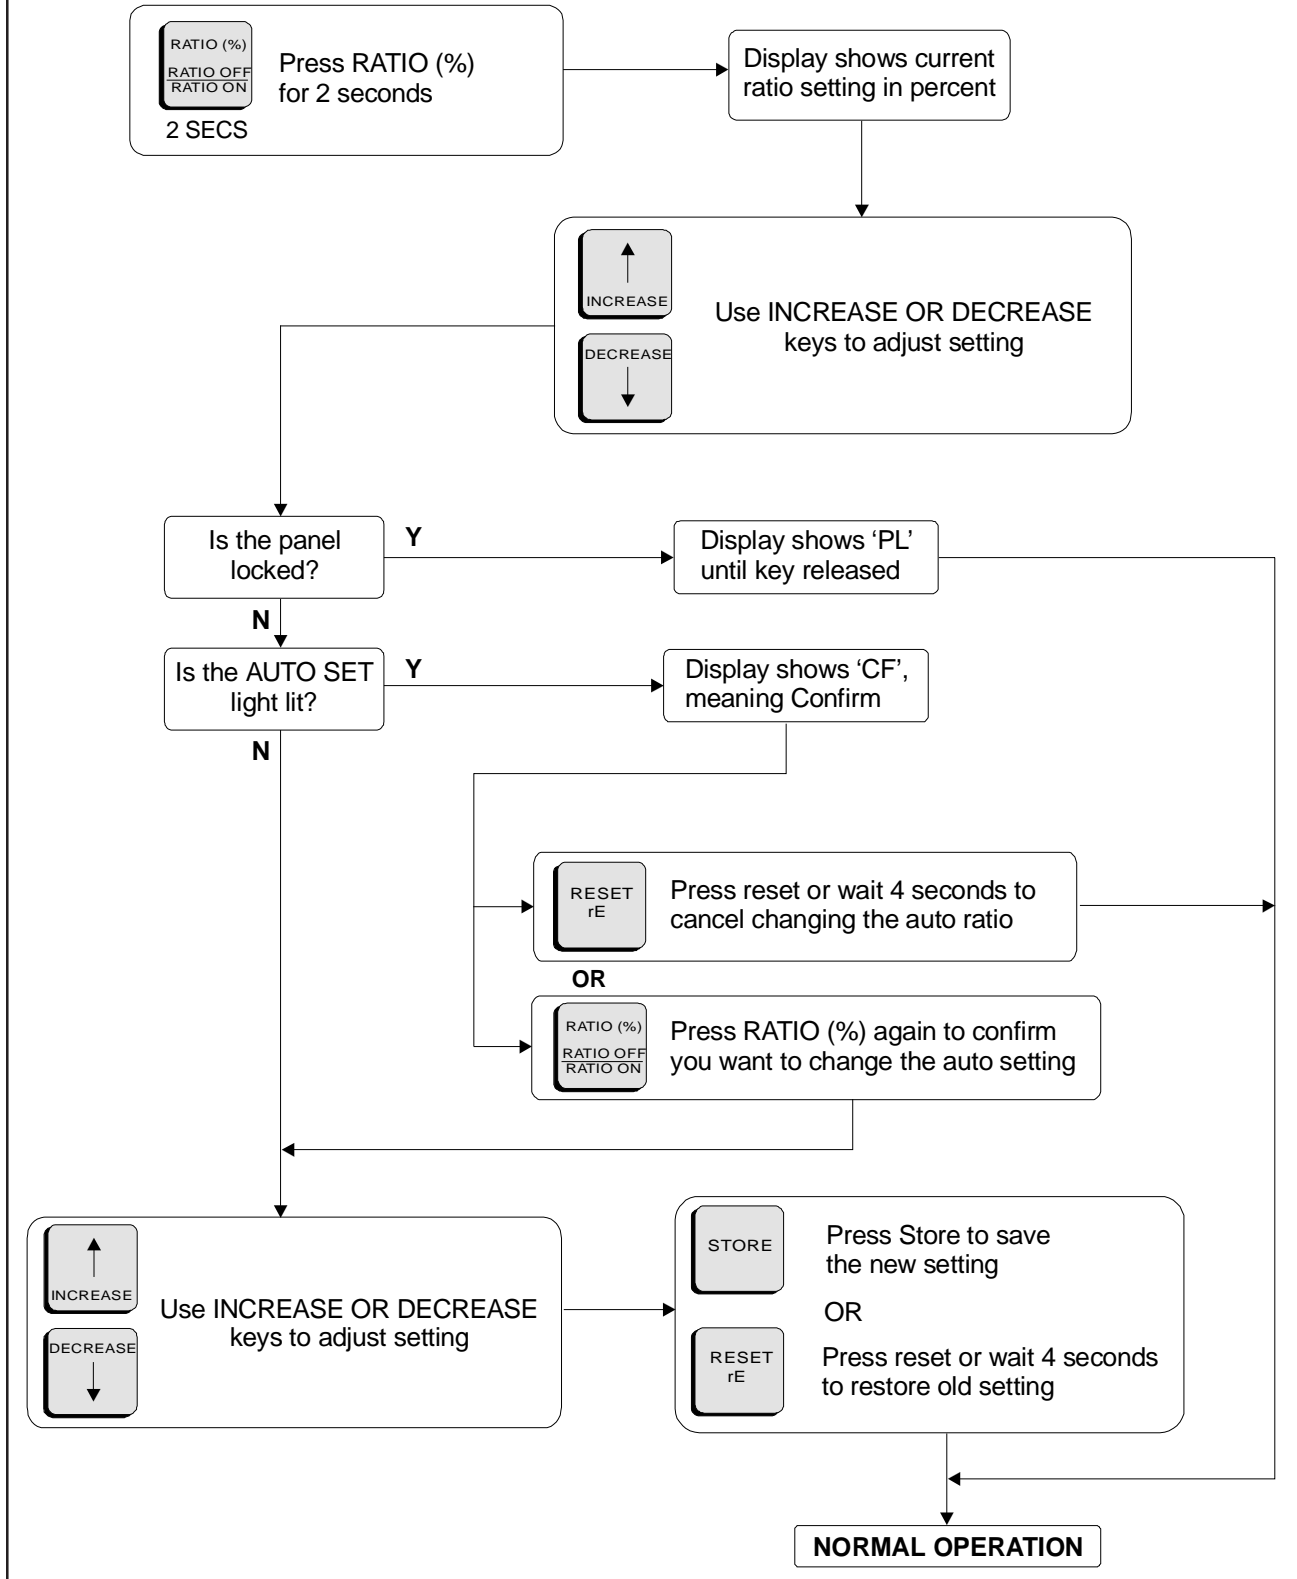 RATIO (%)
RATIO OFF
RATIO ON
2 SECS
Press RATIO (%)
for 2 seconds
Display shows current
ratio setting in percent
INCREASE
DECREASE
Use INCREASE OR DECREASE
keys to adjust setting
Is the panel
locked?
Y
N
Display shows ‘PL’
until key released
Is the AUTO SET
light lit?
Y
N
Display shows ‘CF’,
meaning Confirm
RESET
rE
Press reset or wait 4 seconds to
cancel changing the auto ratio
OR
RATIO (%)
RATIO OFF
RATIO ON
Press RATIO (%) again to confirm
you want to change the auto setting
INCREASE
DECREASE
Use INCREASE OR DECREASE
keys to adjust setting
STORE
Press Store to save
the new setting
OR
RESET
rE
Press reset or wait 4 seconds
to restore old setting
NORMAL OPERATION